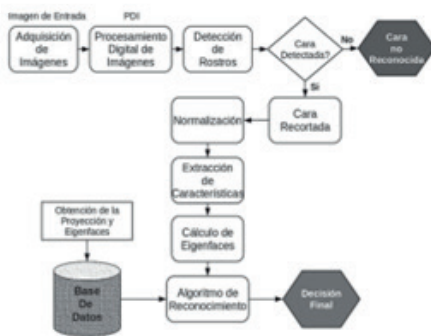 Imagen de Entrada
PDI
Adquisición
de
Imágenes
Procesamiento
Digital de
Imágenes
Detección
de
Rostros
Cara
Detectada?
No
Cara
no
Reconocida
Si
Cara
Recortada
Normalización
Extracción
de
Características
Cálculo de
Eigenfaces
Obtención de la
Proyección y
Eigenfaces
Base
De
Daton
Algoritmo de
Reconocimiento
Decisión
Final